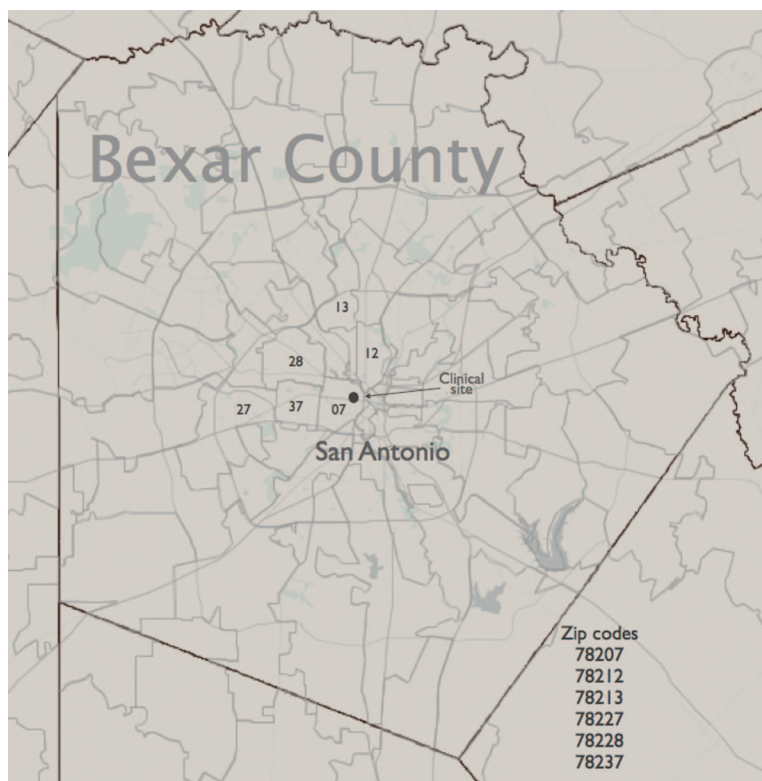 Bexar County
13
12
28
Clinical
site
27
37
07
San Antonio
Zip codes
78207
78212
78213
78227
78228
78237